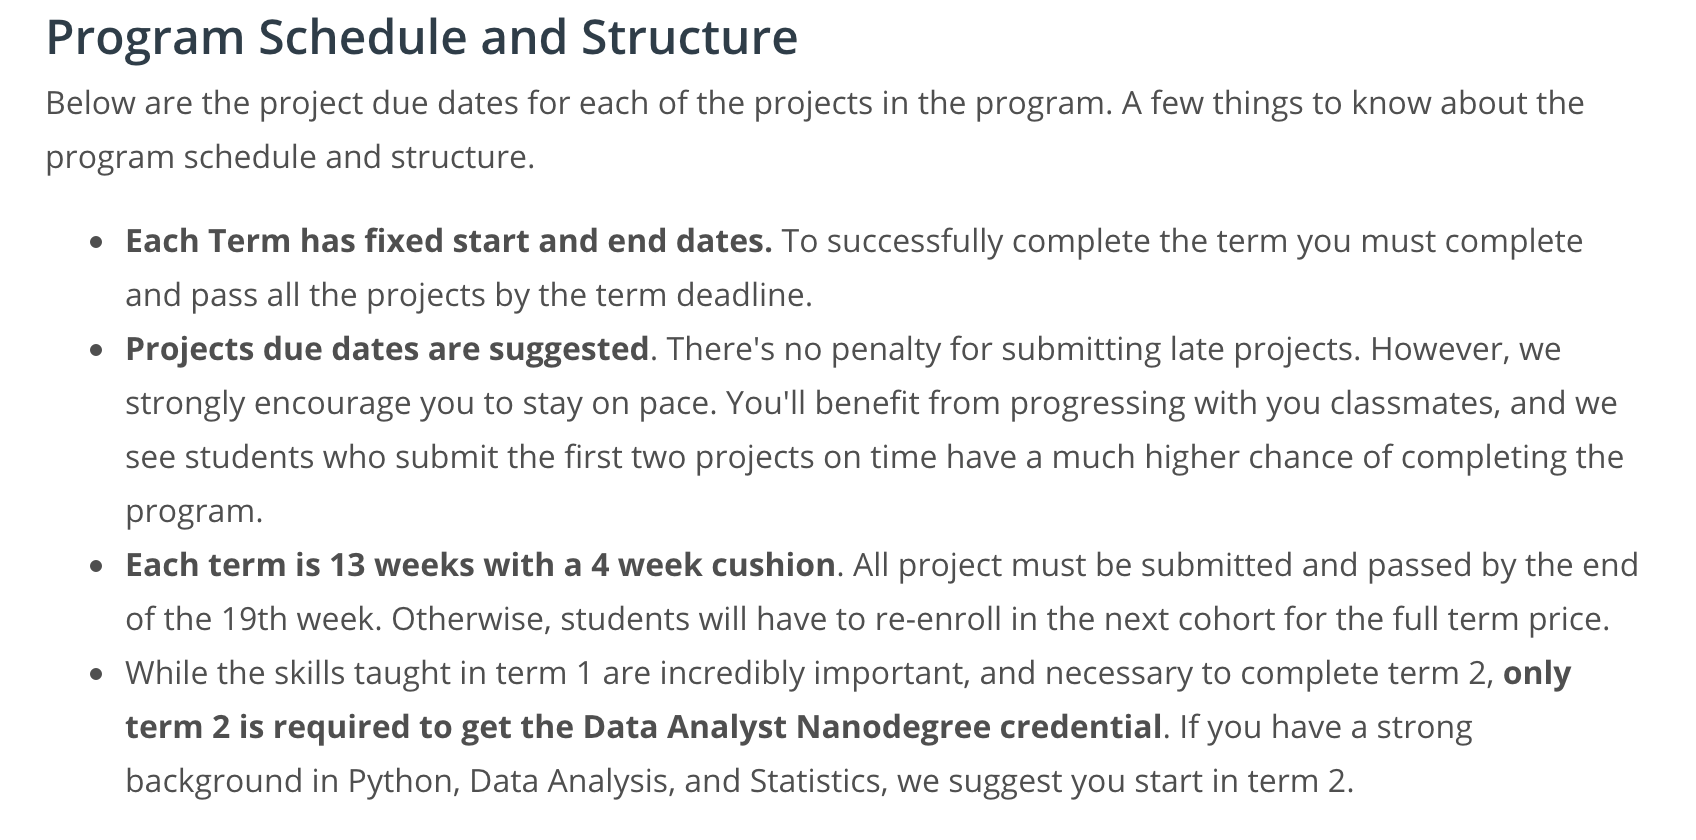 Program Schedule and Structure
Below are the project due dates for each of the projects in the program. A few things to know about the
program schedule and structure.
• Each Term has fixed start and end dates. To successfully complete the term you must complete
and pass all the projects by the term deadline.
• Projects due dates are suggested. There's no penalty for submitting late projects. However, we
strongly encourage you to stay on pace. You'll benefit from progressing with you classmates, and we
see students who submit the first two projects on time have a much higher chance of completing the
program.
• Each term is 13 weeks with a 4 week cushion. All project must be submitted and passed by the end
of the 19th week. Otherwise, students will have to re-enroll in the next cohort for the full term price.
• While the skills taught in term 1 are incredibly important, and necessary to complete term 2, only
term 2 is required to get the Data Analyst Nanodegree credential. If you have a strong
background in Python, Data Analysis, and Statistics, we suggest you start in term 2.